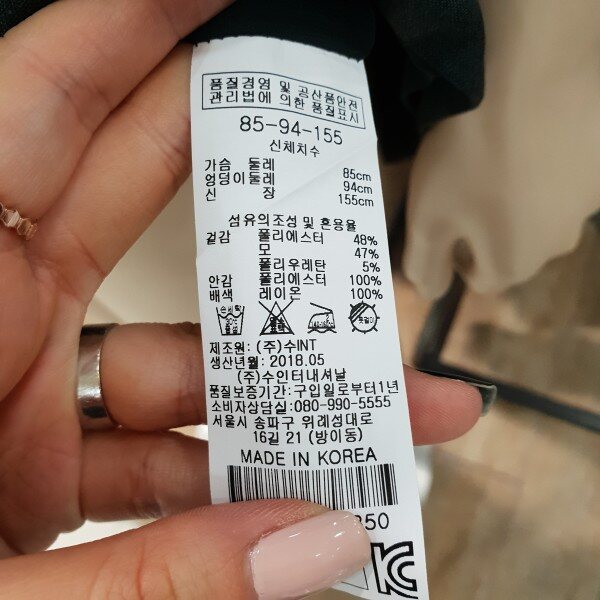 품질경영 및 공산품안전
관리법에 의한 품질표시
85-94-155
신체치수
가슴 둘레 85cm
엉덩이둘레 94cm
신 장 155cm
섬유의조성 및 혼용율
겉감 폴리에스터 48%
모 47%
폴리우레탄 5%
안감 폴리에스터 100%
배색 레이온 100%
제조원: (주)수INT
생산년월: 2018.05
(주)수인터내셔날
품질보증기간: 구입일로부터1년
소비자상담실:080-990-5555
서울시 송파구 위례성대로
16길 21 (방이동)
MADE IN KOREA